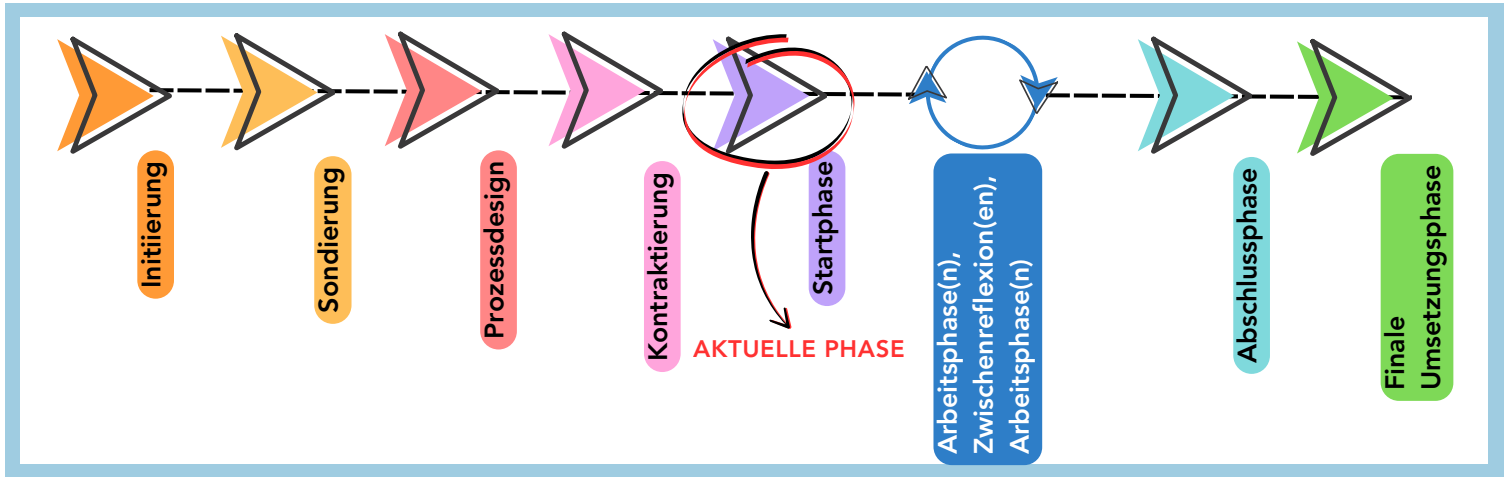 Initiierung
Sondierung
Prozessdesign
Kontraktierung
Startphase
AKTUELLE PHASE
Arbeitsphase(n),
Zwischenreflexion(en),
Arbeitsphase(n)
Abschlussphase
Finale
Umsetzungsphase